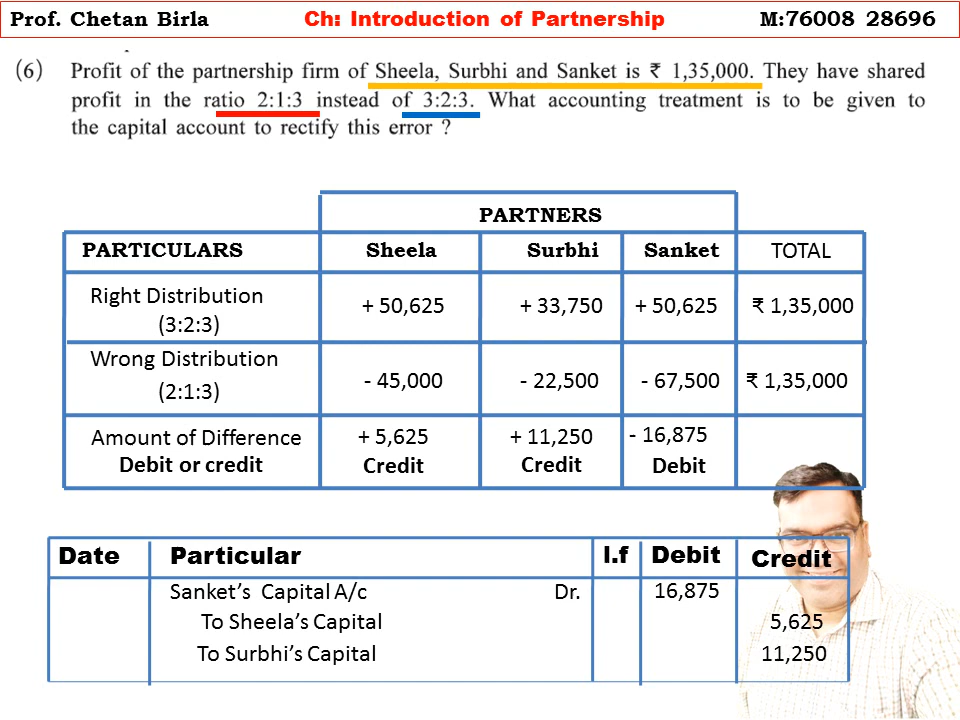 Prof. Chetan Birla Ch: Introduction of Partnership M:76008 28696
(6) Profit of the partnership firm of Sheela, Surbhi and Sanket is ₹ 1,35,000. They have shared
profit in the ratio 2:1:3 instead of 3:2:3. What accounting treatment is to be given to
the capital account to rectify this error ?
PARTNERS
PARTICULARS Sheela Surbhi Sanket TOTAL
Right Distribution
(3:2:3) + 50,625 + 33,750 + 50,625 ₹ 1,35,000
Wrong Distribution
(2:1:3) - 45,000 - 22,500 - 67,500 ₹ 1,35,000
Amount of Difference + 5,625 + 11,250 - 16,875
Debit or credit Credit Credit Debit
Date Particular l.f Debit Credit
Sanket’s Capital A/c Dr. 16,875
To Sheela’s Capital 5,625
To Surbhi’s Capital 11,250